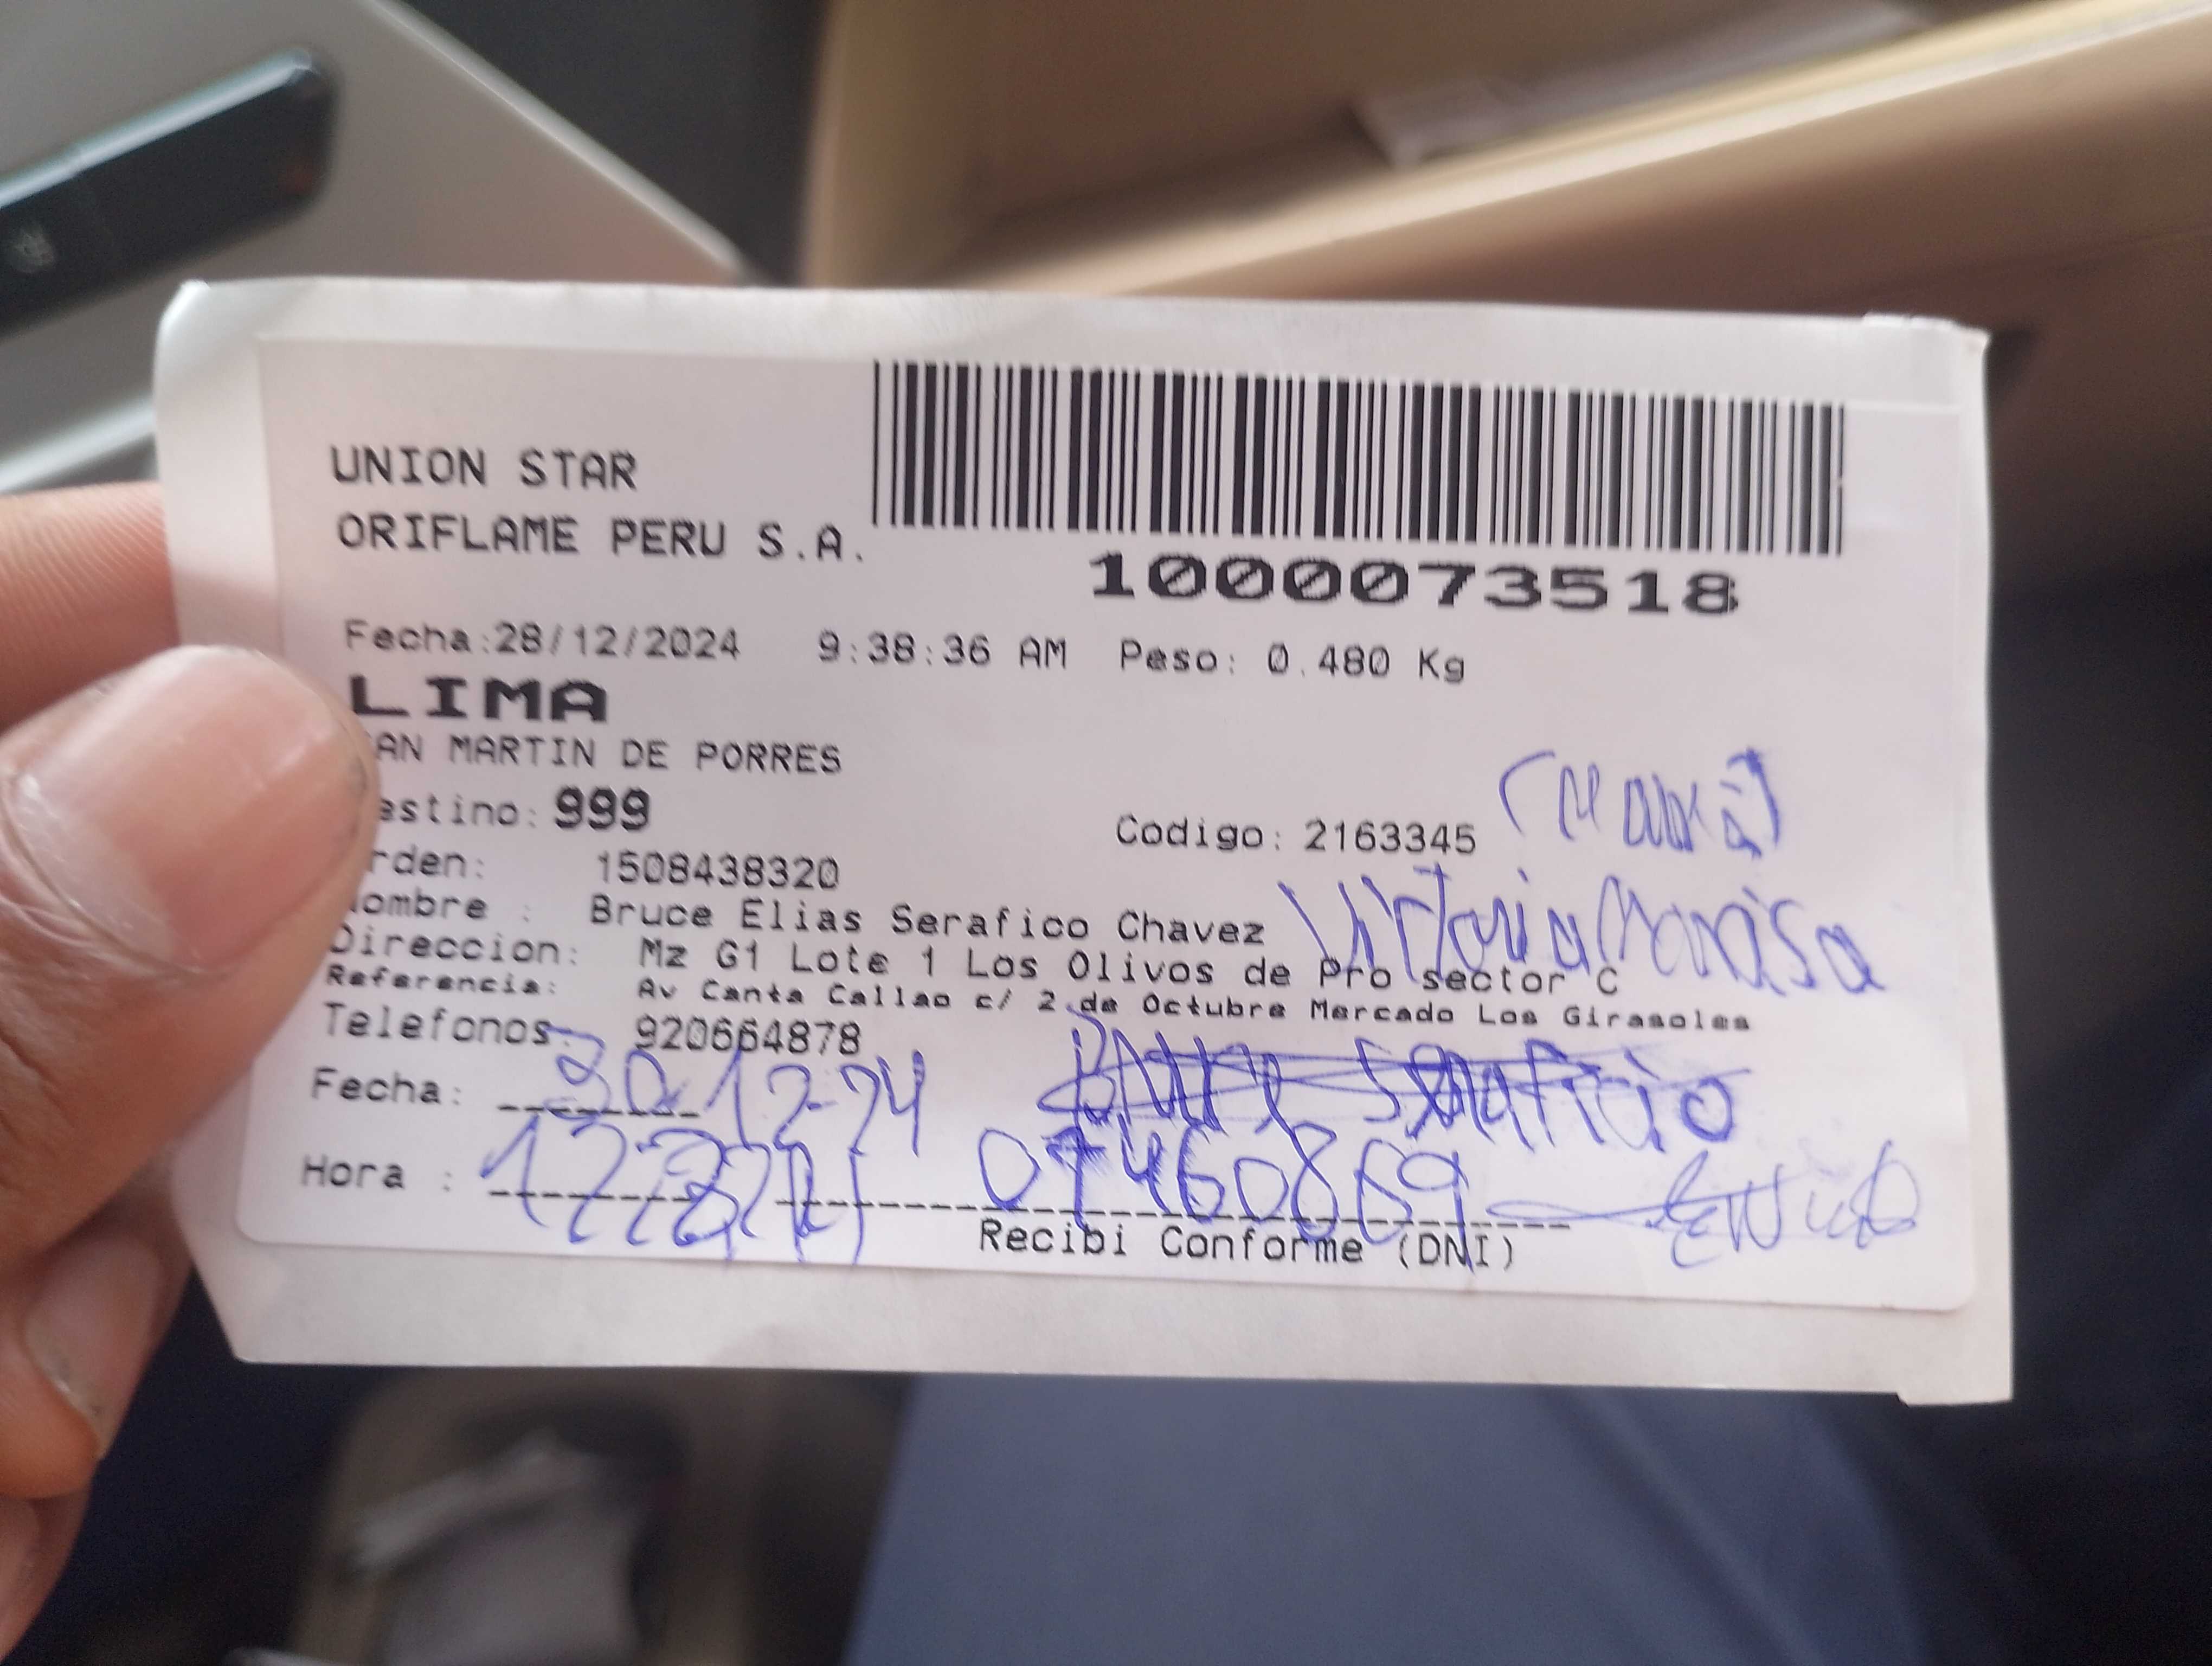 UNION STAR
ORIFLAME PERU S.A.
1000073518
Fecha:28/12/2024 9:38:36 AM Peso: 0.480 Kg
LIMA
AN MARTIN DE PORRES
estino: 999
Codigo: 2163345
rden: 1508438320
ombre : Bruce Elias Serafico Chavez
Victoria Marisa
Direccion: Mz G1 Lote 1 Los Olivos de Pro sector C
Referencia: Av Canta Callao c/ 2 de Octubre Mercado Los Girasoles
Telefonos: 920664878
Fecha: 30-12-24
Hora :
07460869
Recibi Conforme (DNI)